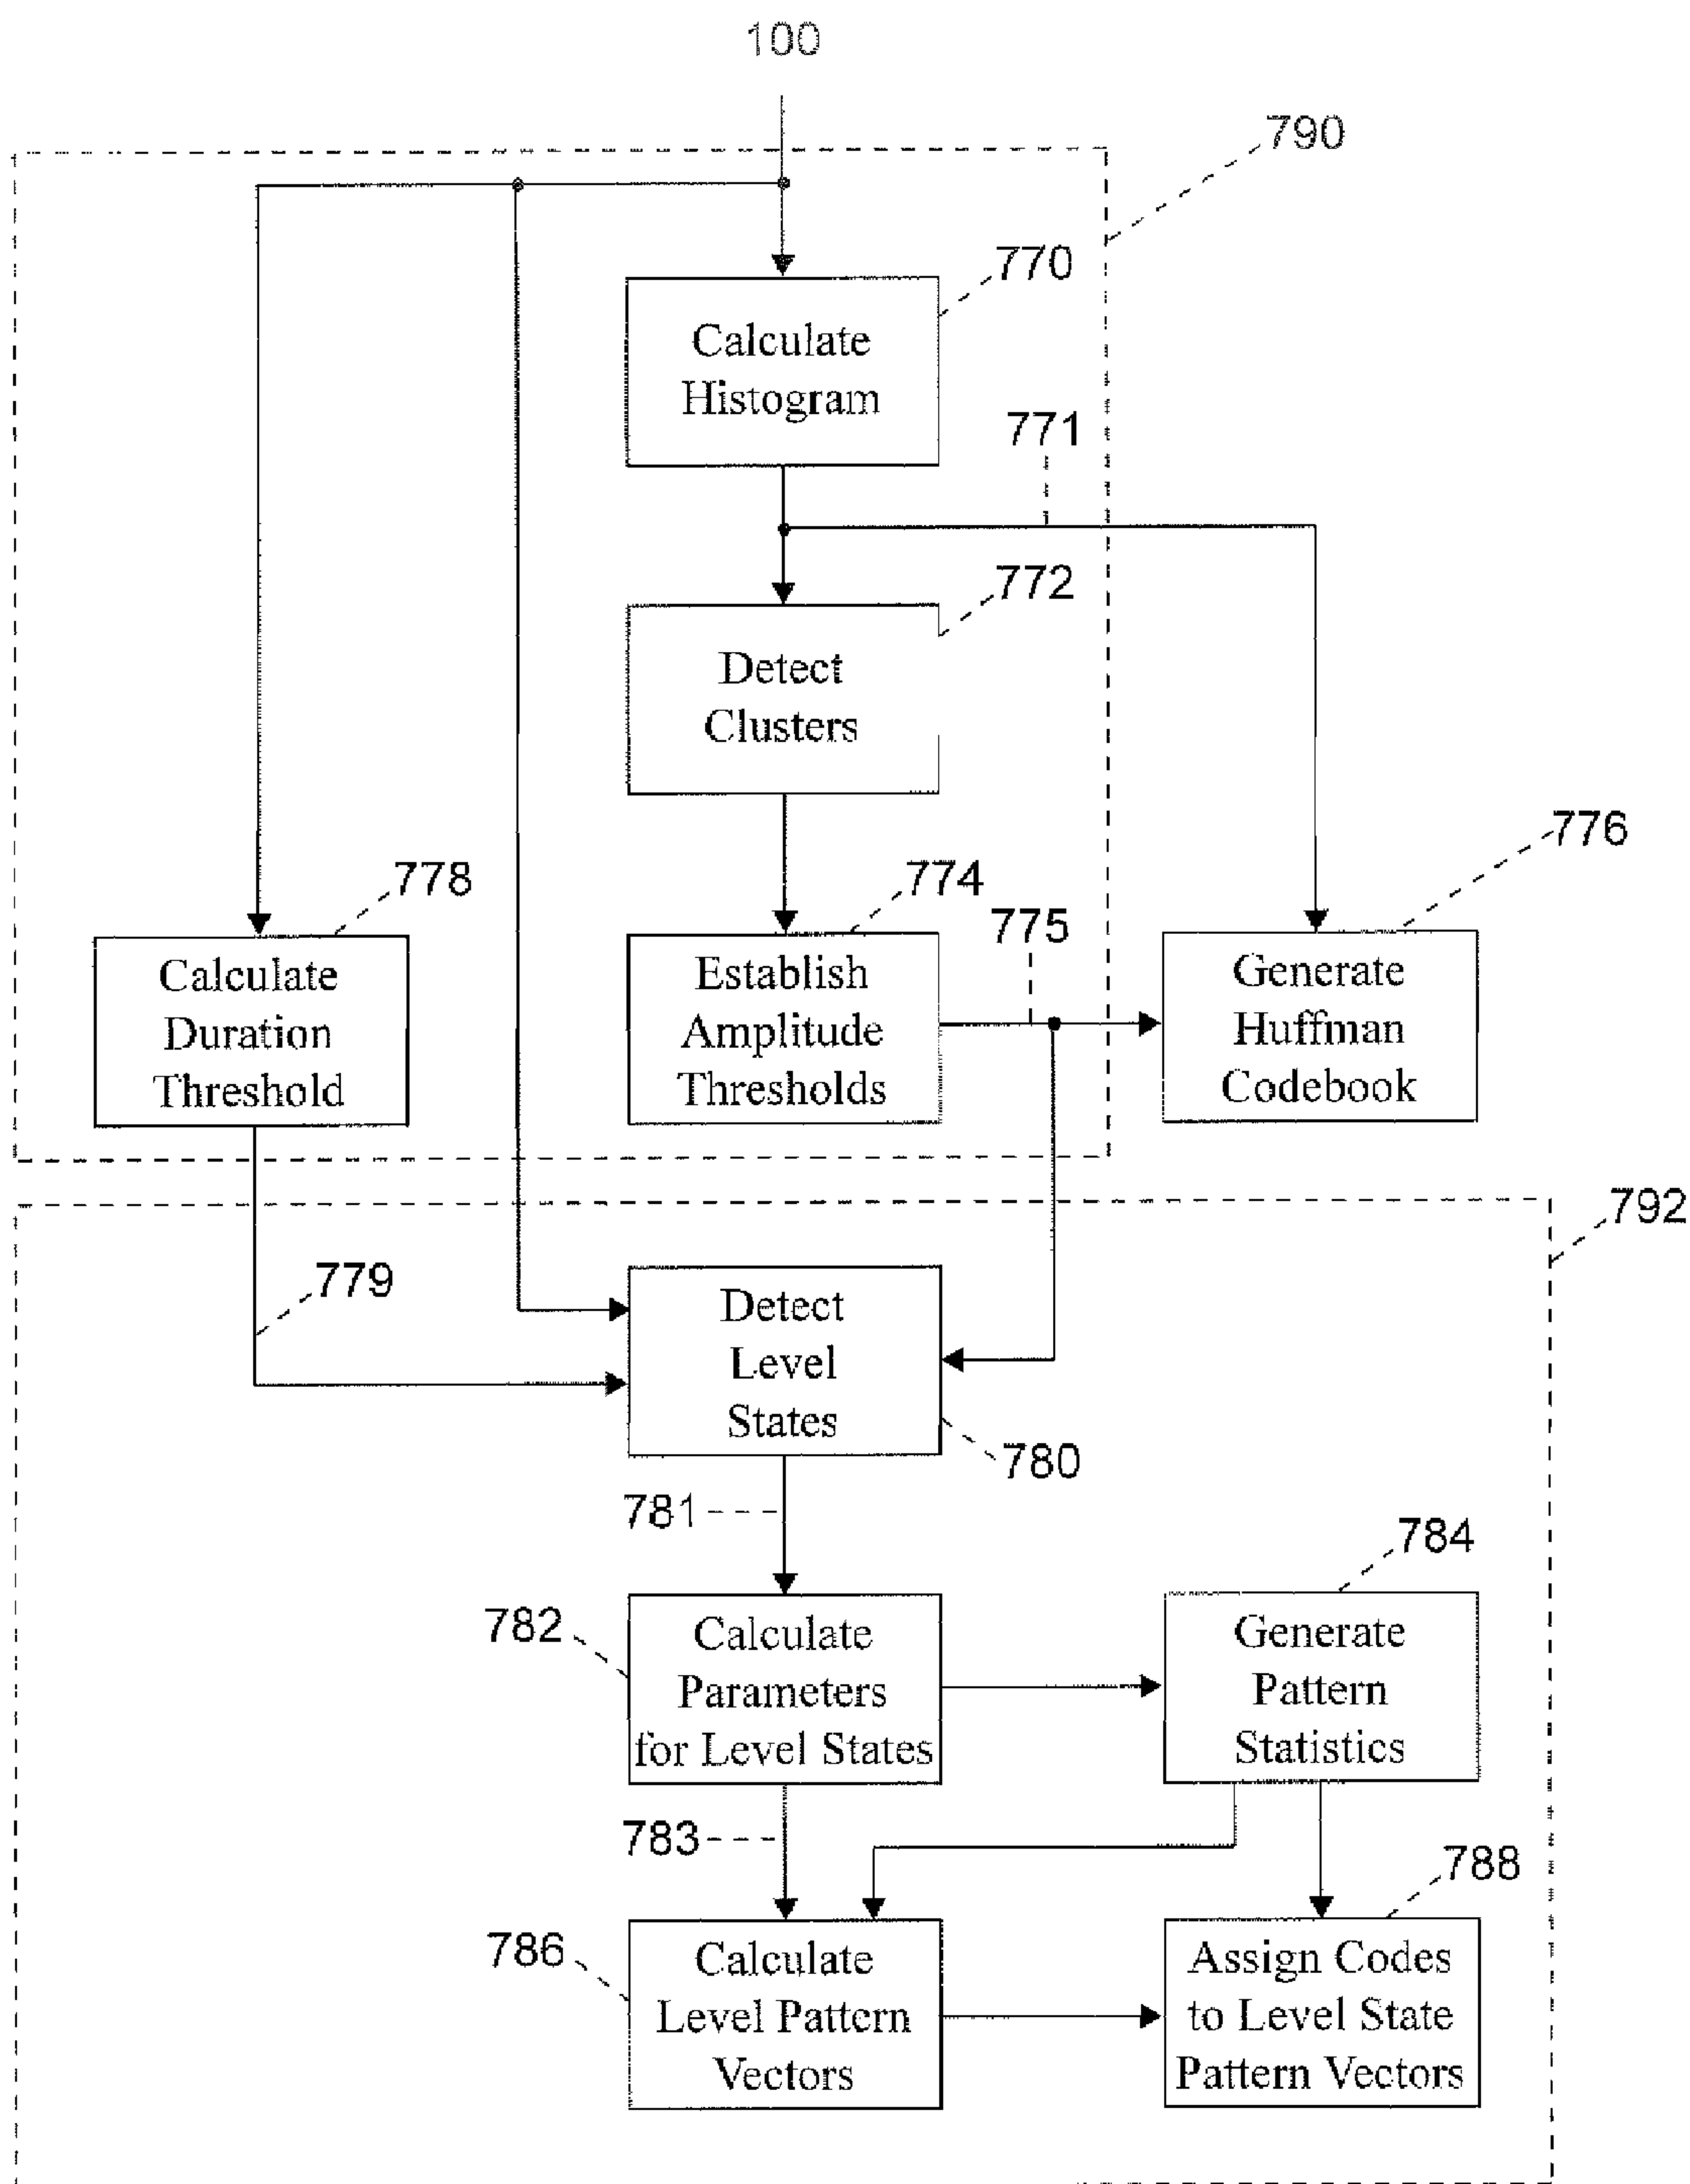 100
790
770
Calculate
Histogram
771
772
Detect
Clusters
776
778
774
775
Calculate
Duration
Threshold
Establish
Amplitude
Thresholds
Generate
Huffman
Codebook
792
779
Detect
Level
States
780
781
784
782
Calculate
Parameters
for Level States
Generate
Pattern
Statistics
783
788
786
Calculate
Level Pattern
Vectors
Assign Codes
to Level State
Pattern Vectors